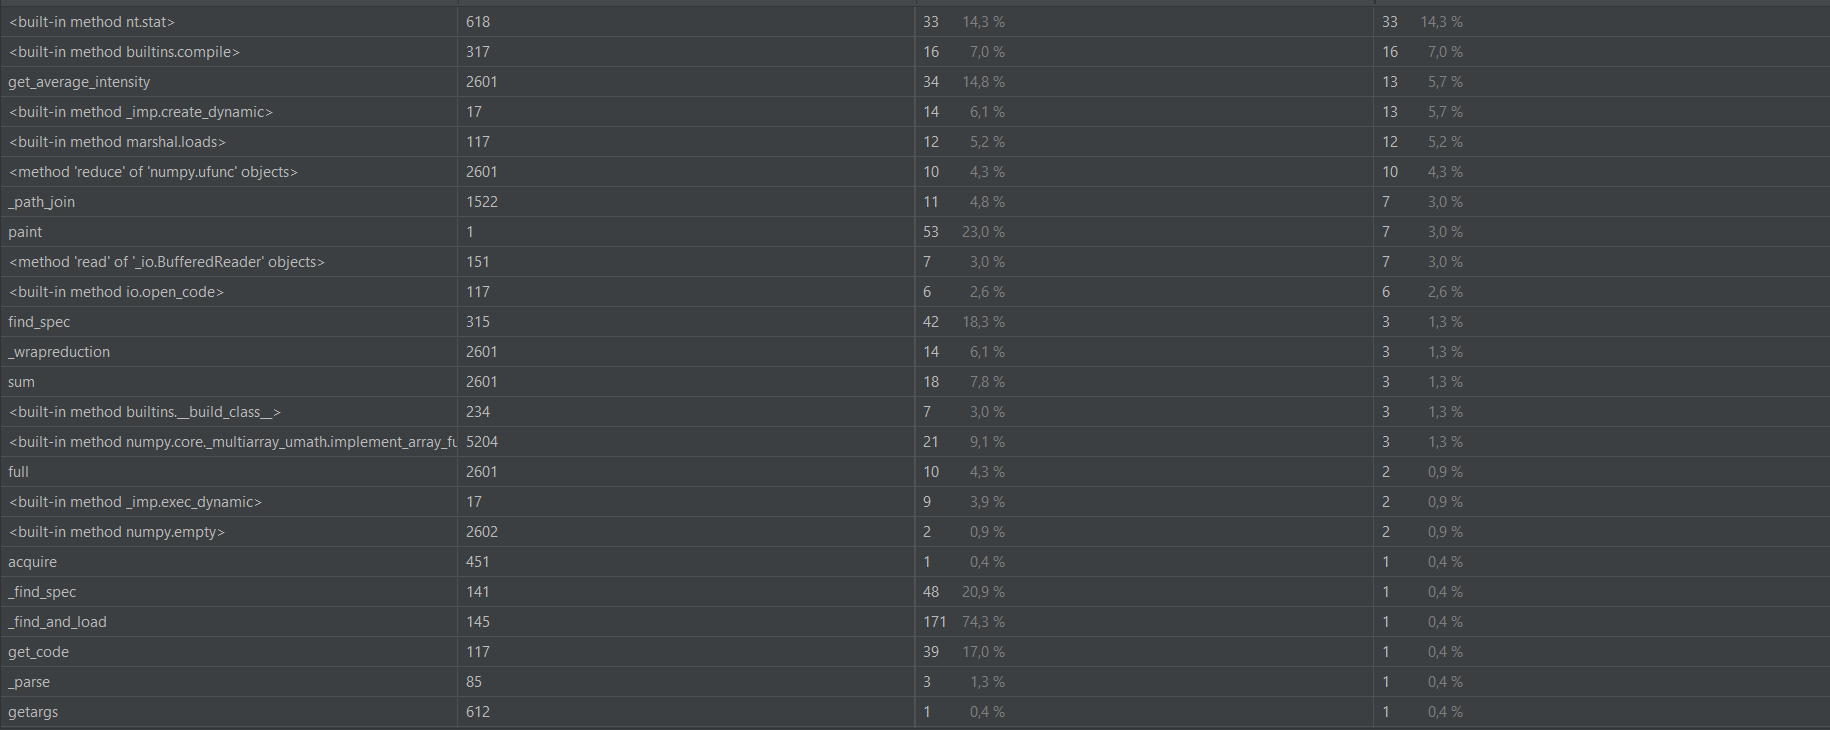 <built-in method nt.stat> 618 33 14,3 % 33 14,3 %
<built-in method builtins.compile> 317 16 7,0 % 16 7,0 %
get_average_intensity 2601 34 14,8 % 13 5,7 %
<built-in method _imp.create_dynamic> 17 14 6,1 % 13 5,7 %
<built-in method marshal.loads> 117 12 5,2 % 12 5,2 %
<method 'reduce' of 'numpy.ufunc' objects> 2601 10 4,3 % 10 4,3 %
_path_join 1522 11 4,8 % 7 3,0 %
paint 1 53 23,0 % 7 3,0 %
<method 'read' of '_io.BufferedReader' objects> 151 7 3,0 % 7 3,0 %
<built-in method io.open_code> 117 6 2,6 % 6 2,6 %
find_spec 315 42 18,3 % 3 1,3 %
_wrapreduction 2601 14 6,1 % 3 1,3 %
sum 2601 18 7,8 % 3 1,3 %
<built-in method builtins.__build_class__> 234 7 3,0 % 3 1,3 %
<built-in method numpy.core._multiarray_umath.implement_array_fu 5204 21 9,1 % 3 1,3 %
full 2601 10 4,3 % 2 0,9 %
<built-in method _imp.exec_dynamic> 17 9 3,9 % 2 0,9 %
<built-in method numpy.empty> 2602 2 0,9 % 2 0,9 %
acquire 451 1 0,4 % 1 0,4 %
_find_spec 141 48 20,9 % 1 0,4 %
_find_and_load 145 171 74,3 % 1 0,4 %
get_code 117 39 17,0 % 1 0,4 %
_parse 85 3 1,3 % 1 0,4 %
getargs 612 1 0,4 % 1 0,4 %